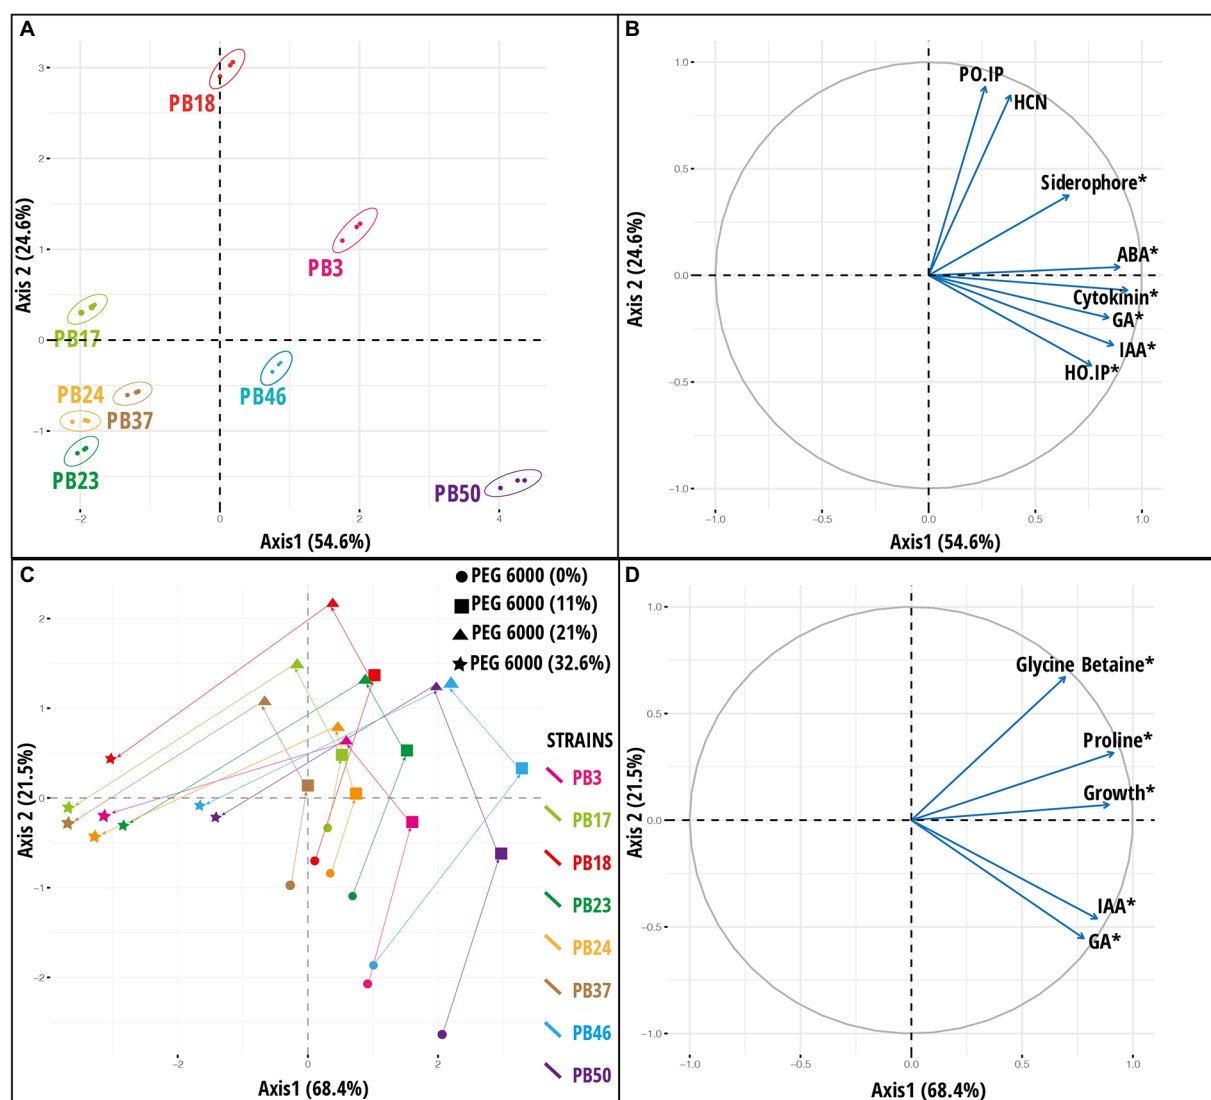 A
3
2
1
0
−1
−2
0
2
4
PB18
PB3
PB17
PB46
PB24
PB37
PB23
PB50
Axis 2 (24.6%)
Axis1 (54.6%)
B
1.0
0.5
0.0
−0.5
−1.0
−1.0
−0.5
0.0
0.5
1.0
PO.IP
HCN
Siderophore*
ABA*
Cytokinin*
GA*
IAA*
HO.IP*
Axis 2 (24.6%)
Axis1 (54.6%)
C
PEG 6000 (0%)
PEG 6000 (11%)
PEG 6000 (21%)
PEG 6000 (32.6%)
STRAINS
PB3
PB17
PB18
PB23
PB24
PB37
PB46
PB50
2
1
0
−1
−2
−2
0
2
Axis 2 (21.5%)
Axis1 (68.4%)
D
1.0
0.5
0.0
−0.5
−1.0
−1.0
−0.5
0.0
0.5
1.0
Glycine Betaine*
Proline*
Growth*
IAA*
GA*
Axis 2 (21.5%)
Axis1 (68.4%)